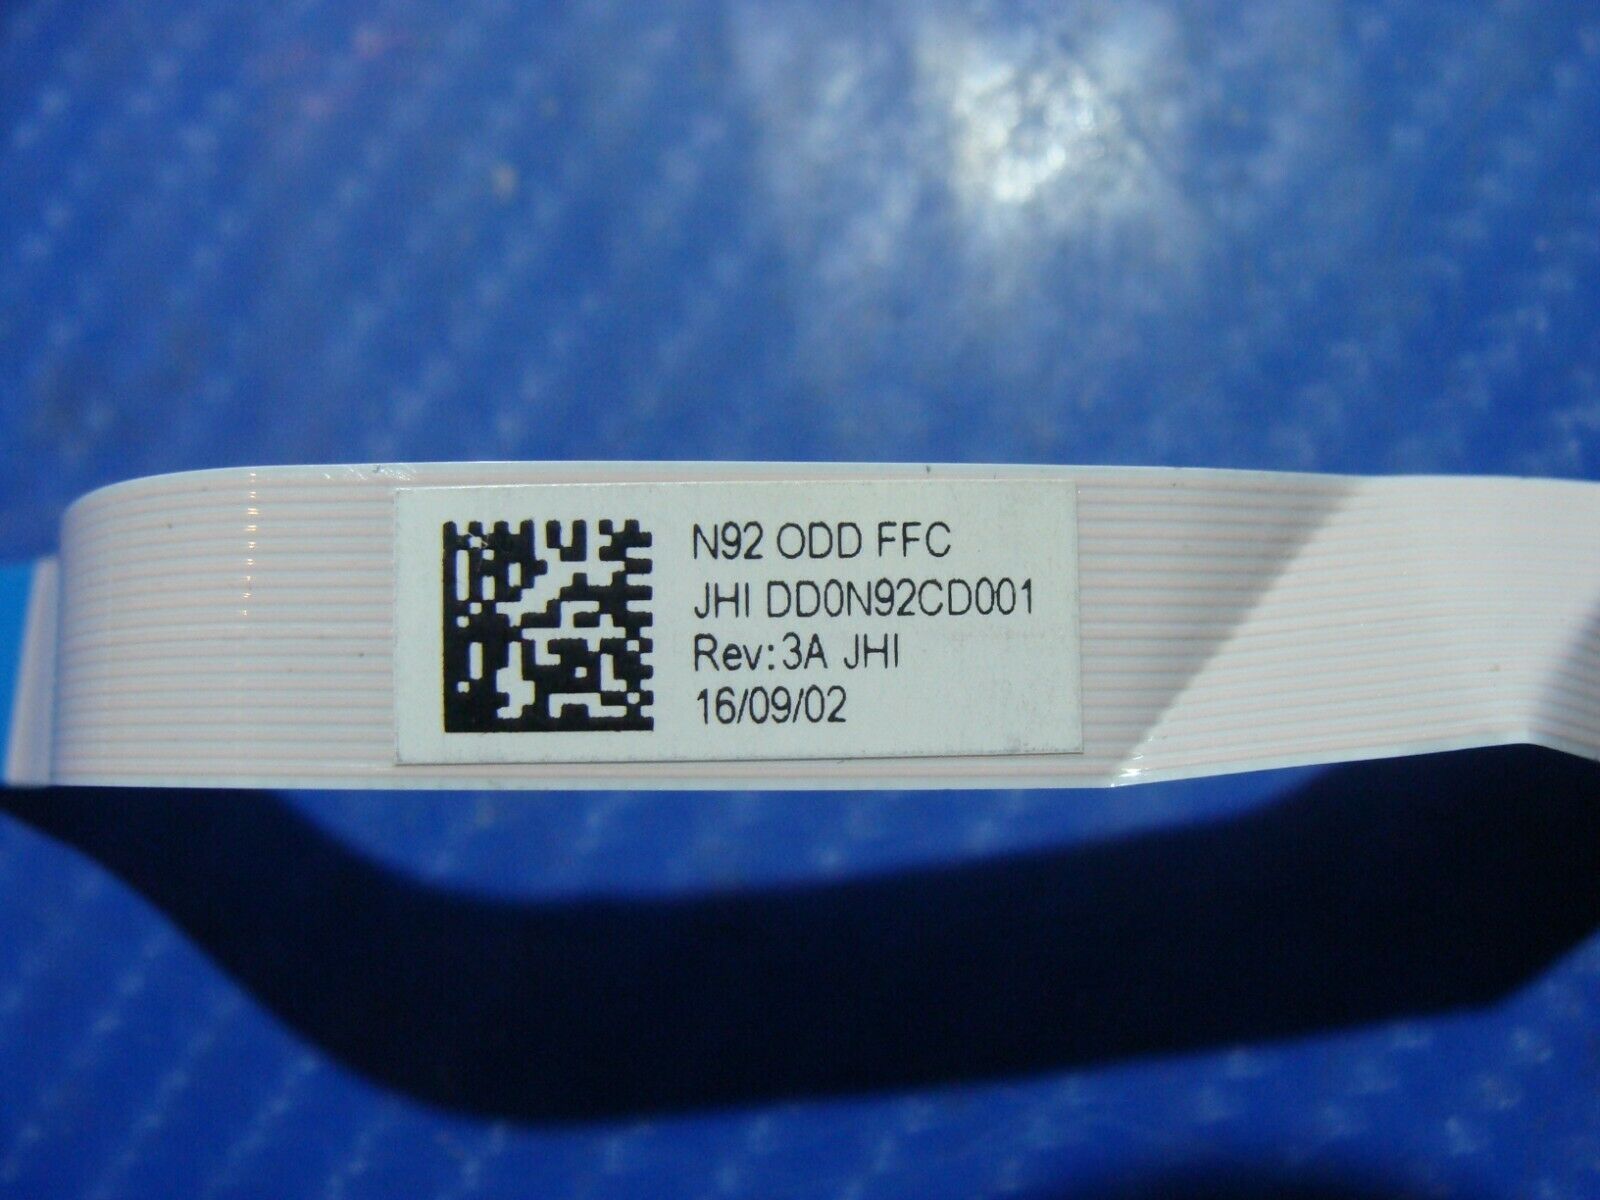 N92 ODD FFC
JHI DD0N92CD001
Rev:3A JHI
16/09/02